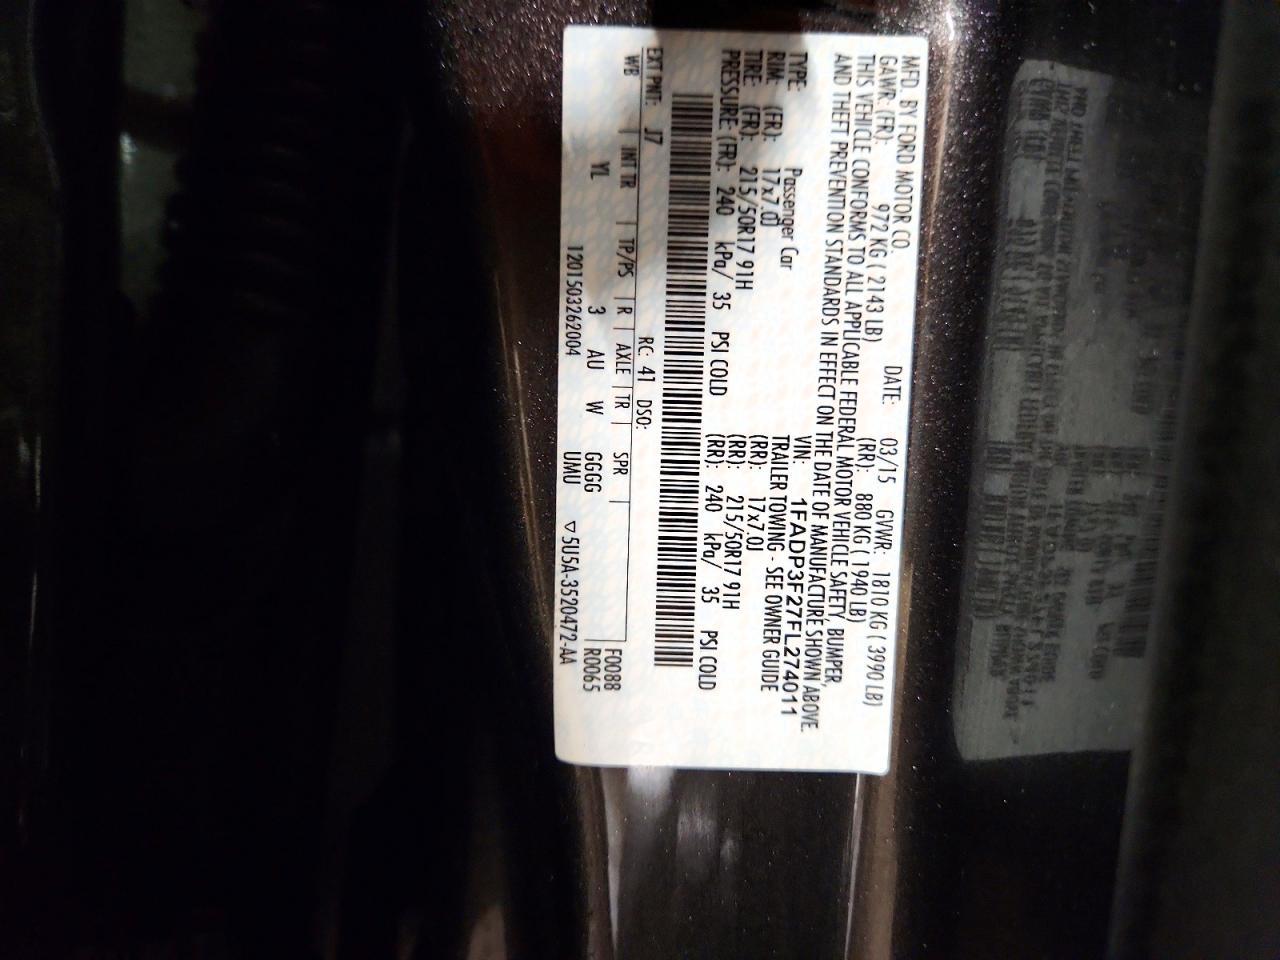 MFD. BY FORD MOTOR CO.
DATE: 03/15 GVWR: 1810 KG ( 3990 LB)
GAWR: (FR): 972 KG ( 2143 LB) (RR): 880 KG ( 1940 LB)
THIS VEHICLE CONFORMS TO ALL APPLICABLE FEDERAL MOTOR VEHICLE SAFETY, BUMPER,
AND THEFT PREVENTION STANDARDS IN EFFECT ON THE DATE OF MANUFACTURE SHOWN ABOVE.
VIN: 1FADP3F27FL274011
TYPE: Passenger Car TRAILER TOWING - SEE OWNER GUIDE
RIM: (FR): 17x7.0J (RR): 17x7.0J
TIRE: (FR): 215/50R17 91H (RR): 215/50R17 91H
PRESSURE: (FR): 240 kPa/ 35 PSI COLD (RR): 240 kPa/ 35 PSI COLD
EXT PNT: J7 RC: 41 DSO:
WB | INT TR | TP/PS | R | AXLE | TR | SPR | F0088
YL 3 AU W GGGG R0065
1201503262004 UMU ▽5U5A-3520472-AA